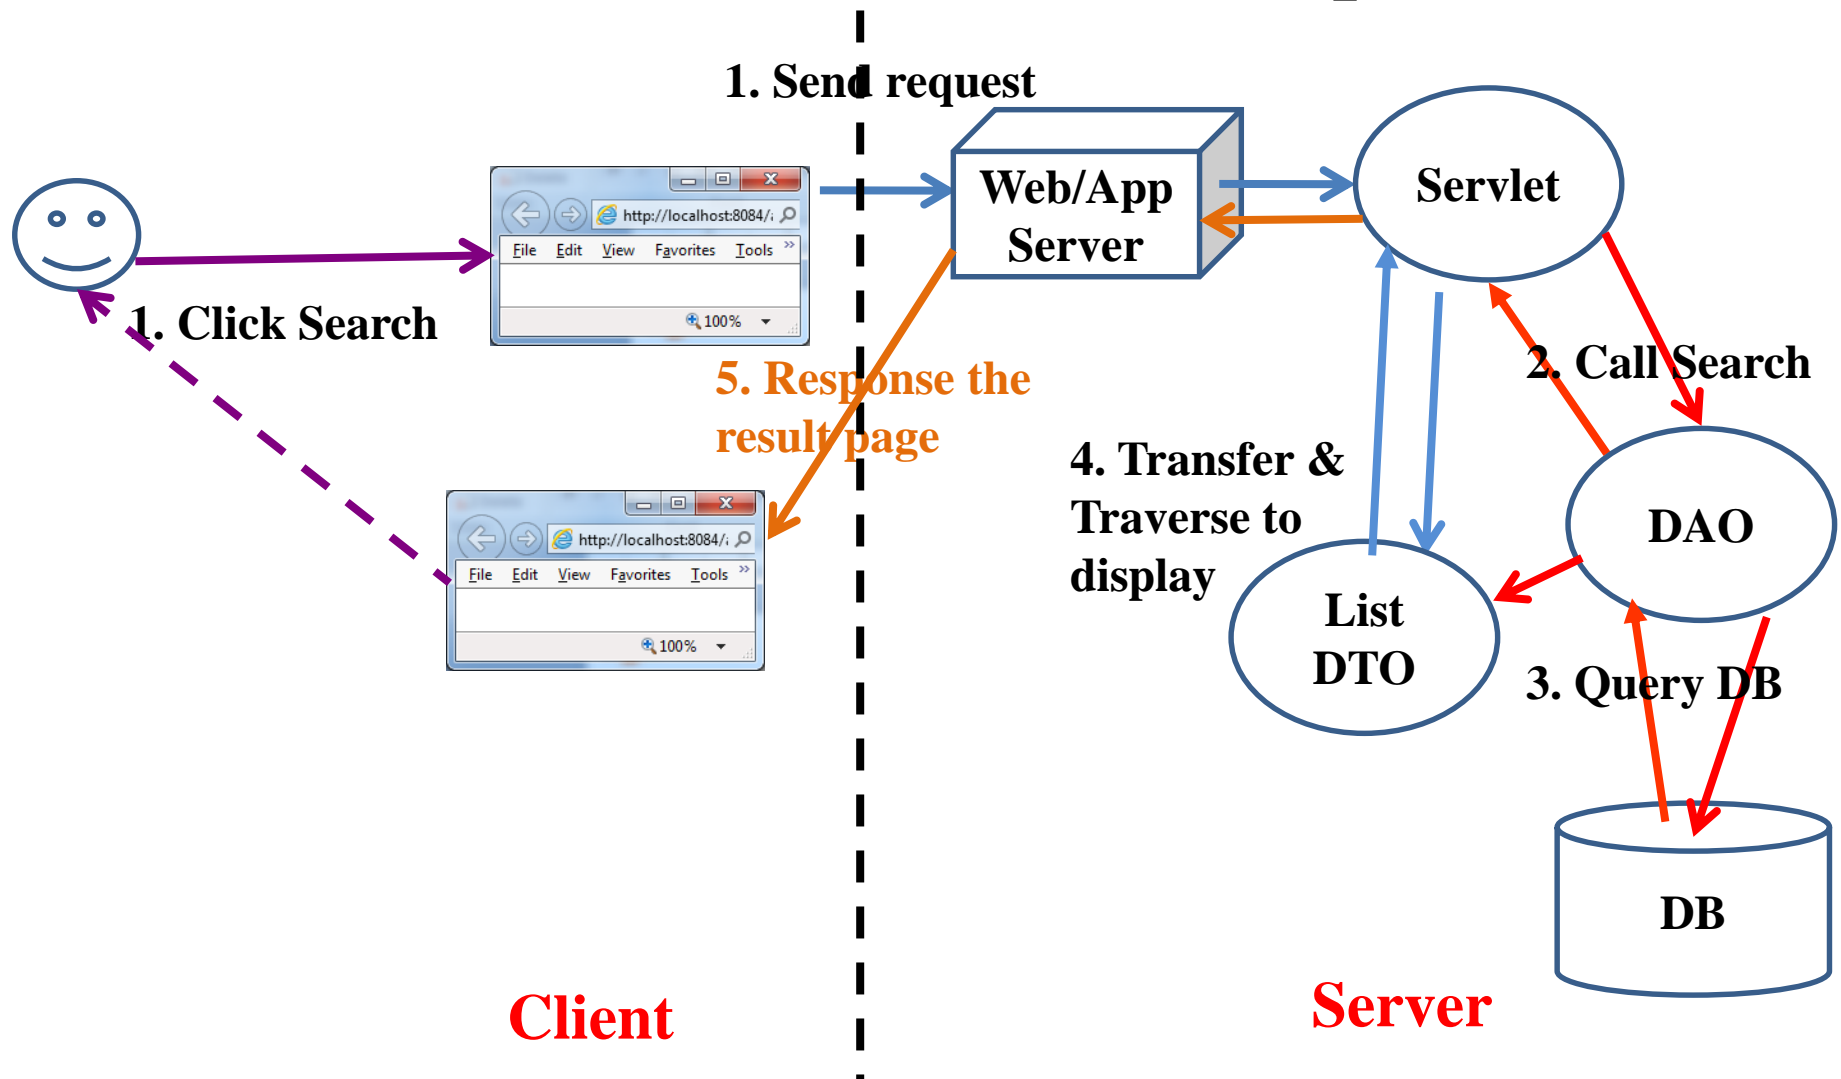 1. Send request
Web/App
Server
Servlet
http://localhost:8084/
File Edit View Favorites Tools »
100%
1. Click Search
5. Response the
result page
2. Call Search
4. Transfer &
Traverse to
display
DAO
http://localhost:8084/
File Edit View Favorites Tools »
100%
List
DTO
3. Query DB
DB
Client
Server